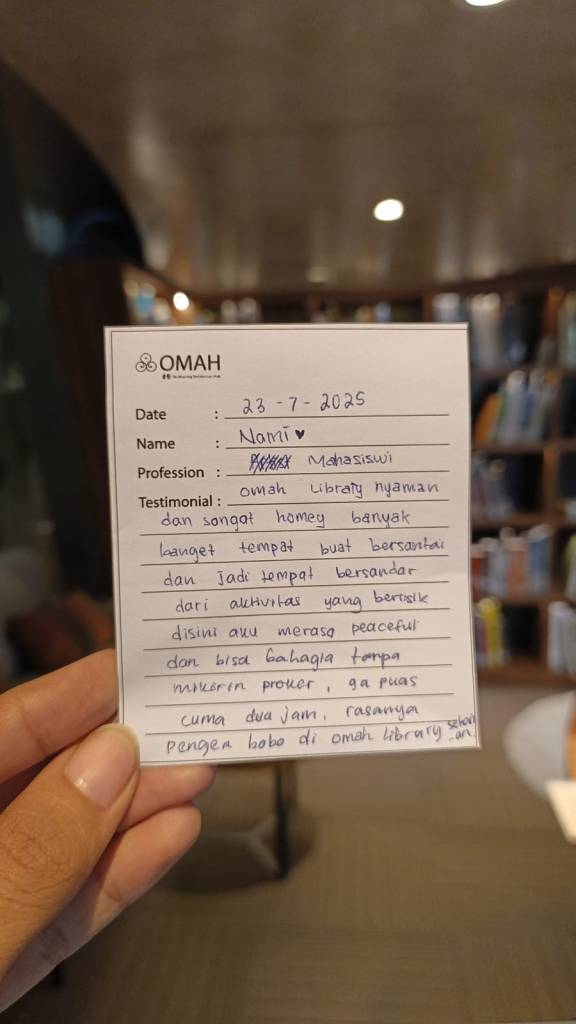 OMAH
Date : 23 - 7 - 2025
Name : Nami ♥
Profession : Mahasiswi
Testimonial : omah Library nyaman
dan sangat homey banyak
banget tempat buat bersantai
dan jadi tempat bersandar
dari aktivitas yang berisik
disini aku merasa peaceful
dan bisa bahagia tanpa
mikirin proker, ga puas
cuma dua jam, rasanya
pengen bobo di omah library sehari-an.